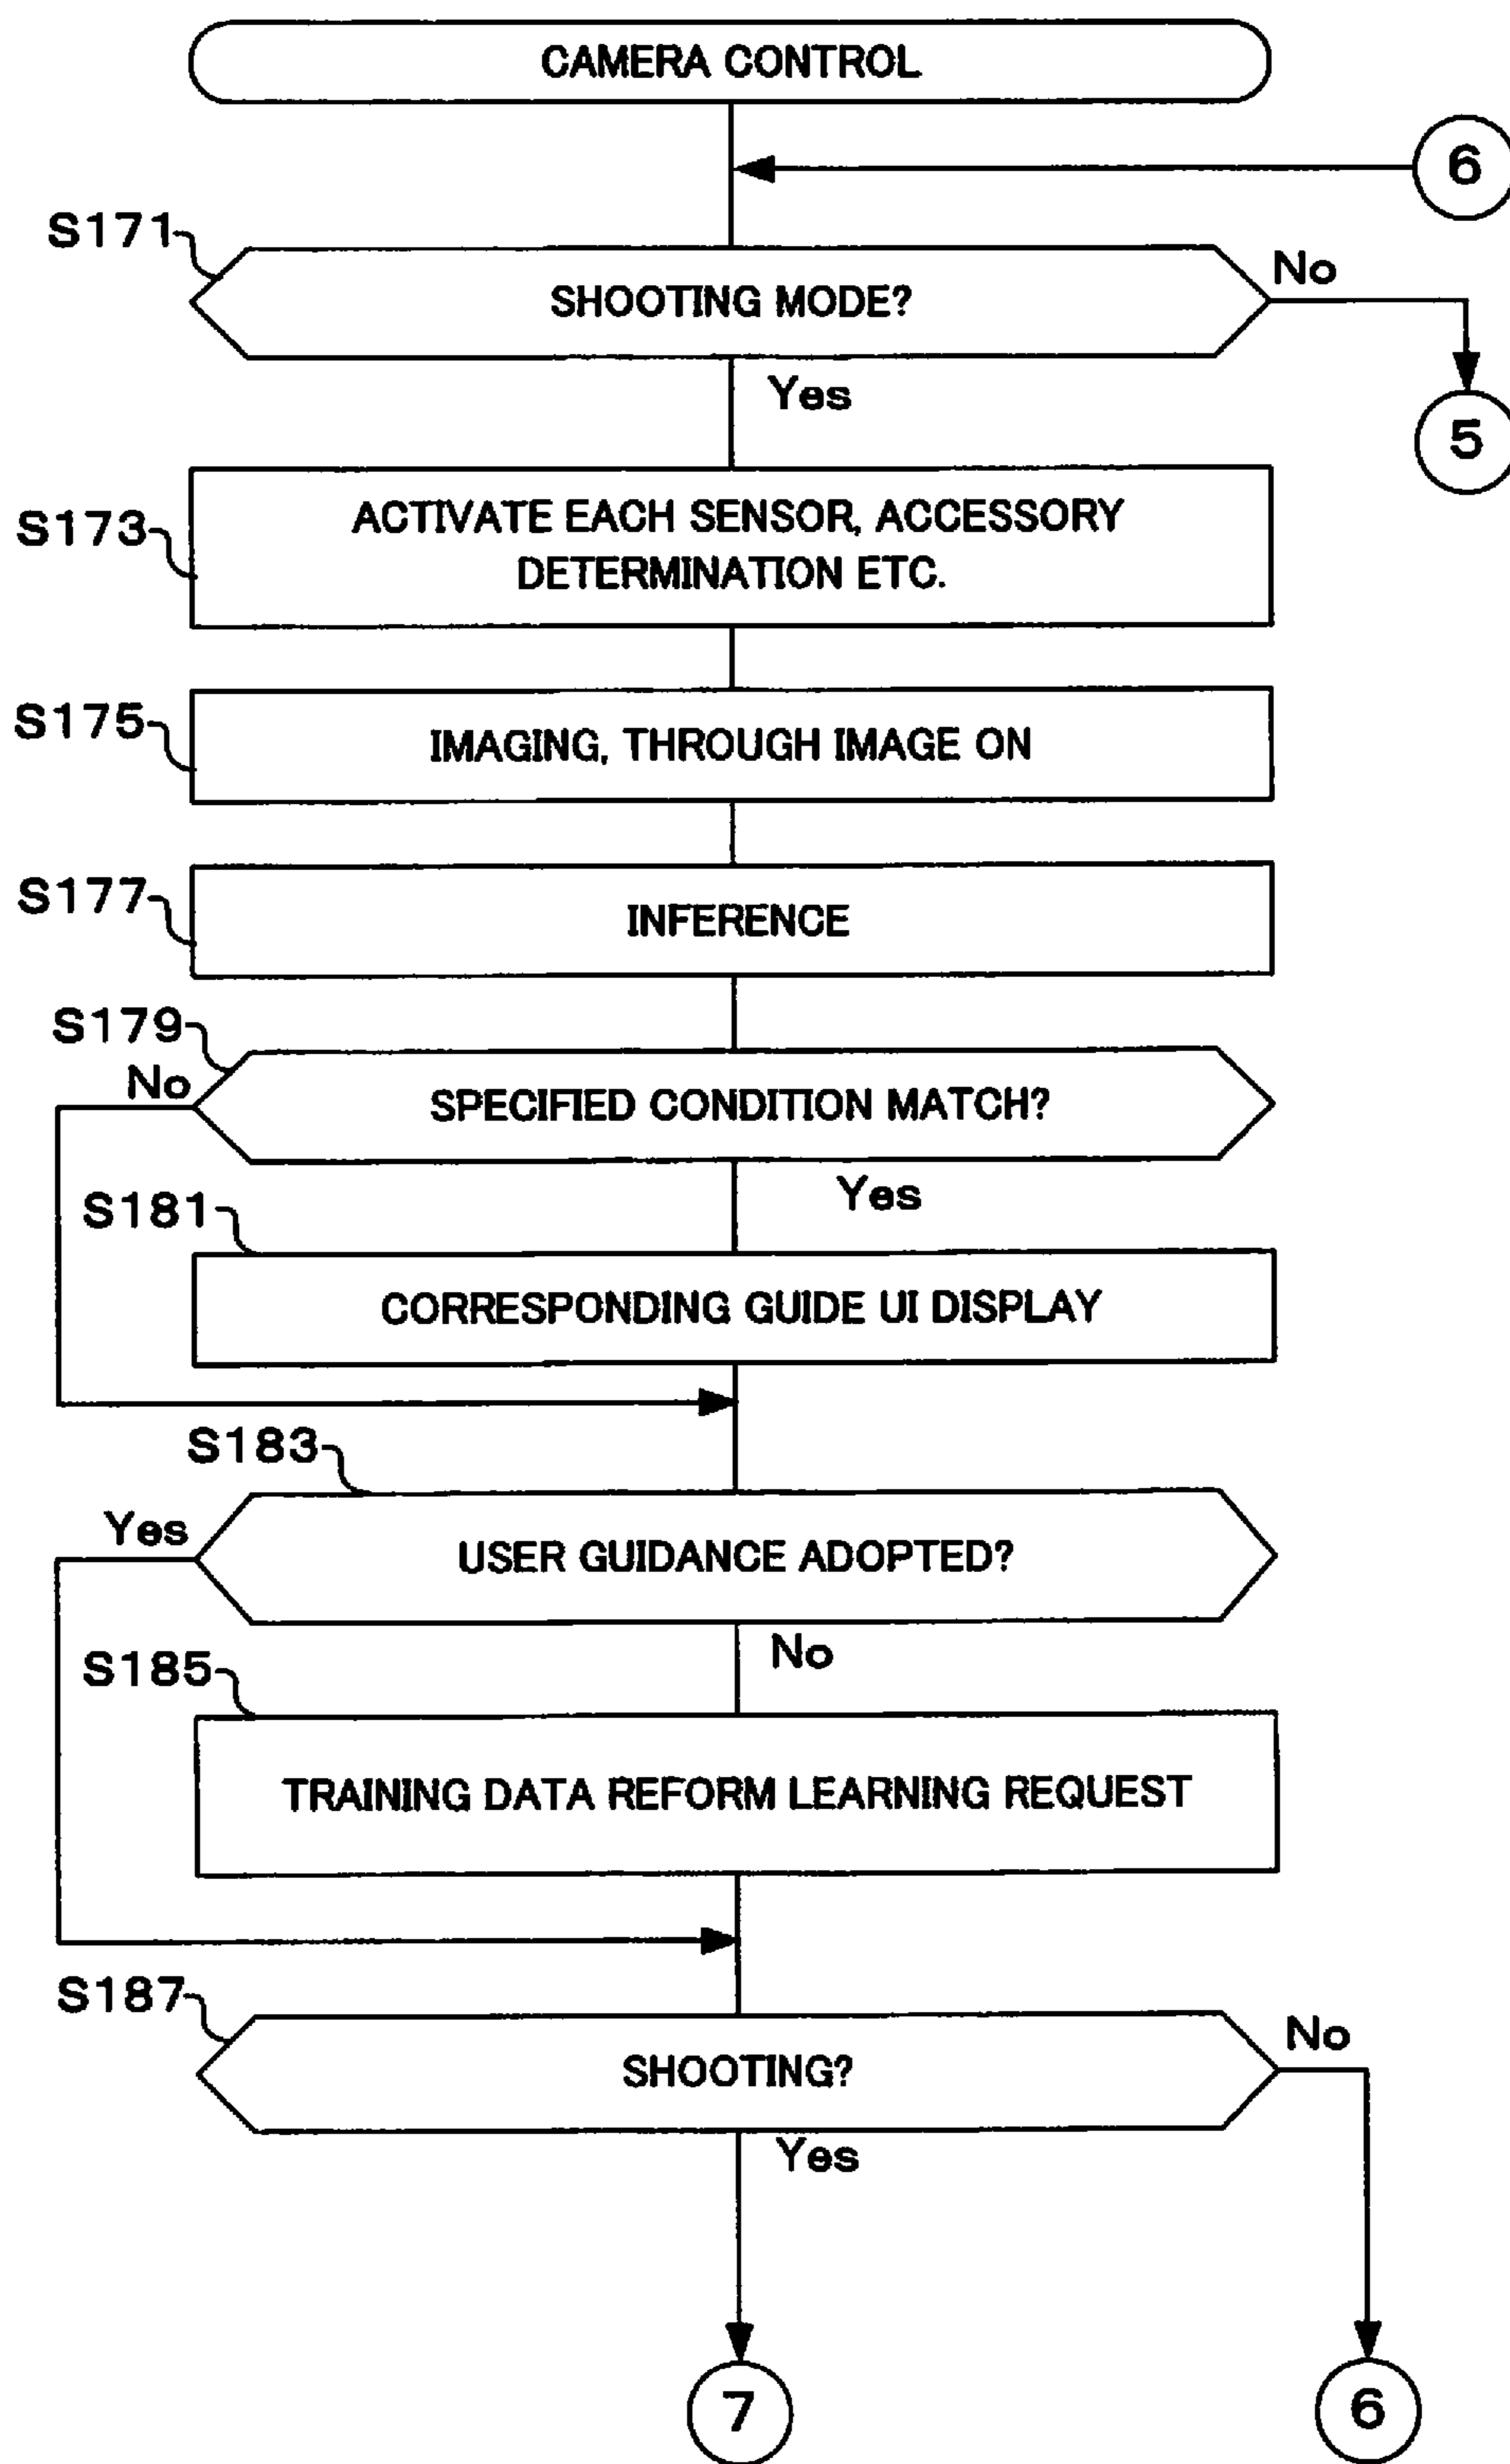 CAMERA CONTROL
6
S171
SHOOTING MODE?
No
Yes
5
S173
ACTIVATE EACH SENSOR, ACCESSORY
DETERMINATION ETC.
S175
IMAGING, THROUGH IMAGE ON
S177
INFERENCE
S179
No
SPECIFIED CONDITION MATCH?
Yes
S181
CORRESPONDING GUIDE UI DISPLAY
S183
Yes
USER GUIDANCE ADOPTED?
No
S185
TRAINING DATA REFORM LEARNING REQUEST
S187
No
SHOOTING?
Yes
7
6